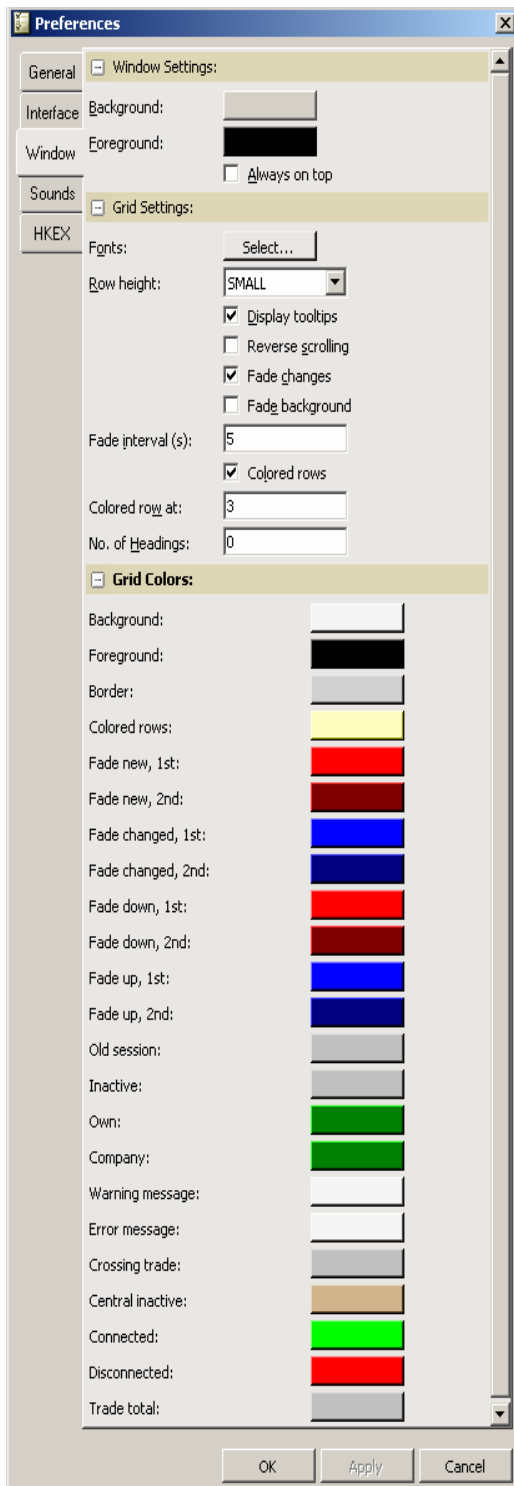 Preferences
General
Interface
Window
Sounds
HKEX
Window Settings:
Background:
Foreground:
Always on top
Grid Settings:
Fonts: Select...
Row height: SMALL
Display tooltips
Reverse scrolling
Fade changes
Fade background
Fade interval (s): 5
Colored rows
Colored row at: 3
No. of Headings: 0
Grid Colors:
Background:
Foreground:
Border:
Colored rows:
Fade new, 1st:
Fade new, 2nd:
Fade changed, 1st:
Fade changed, 2nd:
Fade down, 1st:
Fade down, 2nd:
Fade up, 1st:
Fade up, 2nd:
Old session:
Inactive:
Own:
Company:
Warning message:
Error message:
Crossing trade:
Central inactive:
Connected:
Disconnected:
Trade total:
OK Apply Cancel